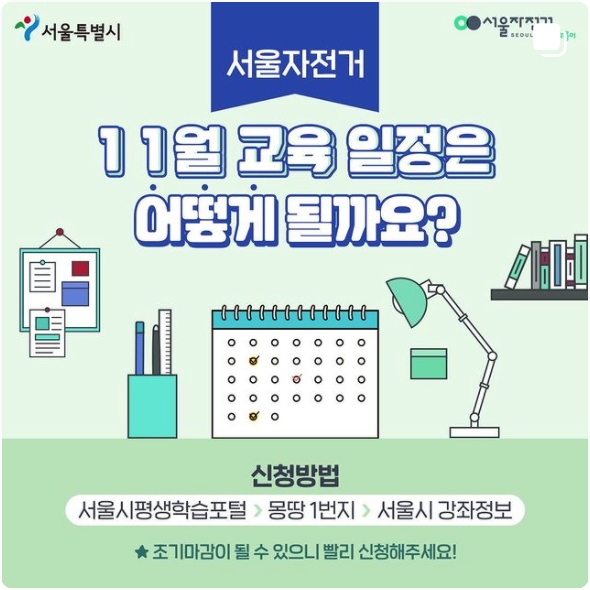 서울특별시
서울자전거
SEOUL
서울자전거
11월 교육 일정은
어떻게 될까요?
신청방법
서울시평생학습포털 > 몽땅 1번지 > 서울시 강좌정보
★ 조기마감이 될 수 있으니 빨리 신청해주세요!